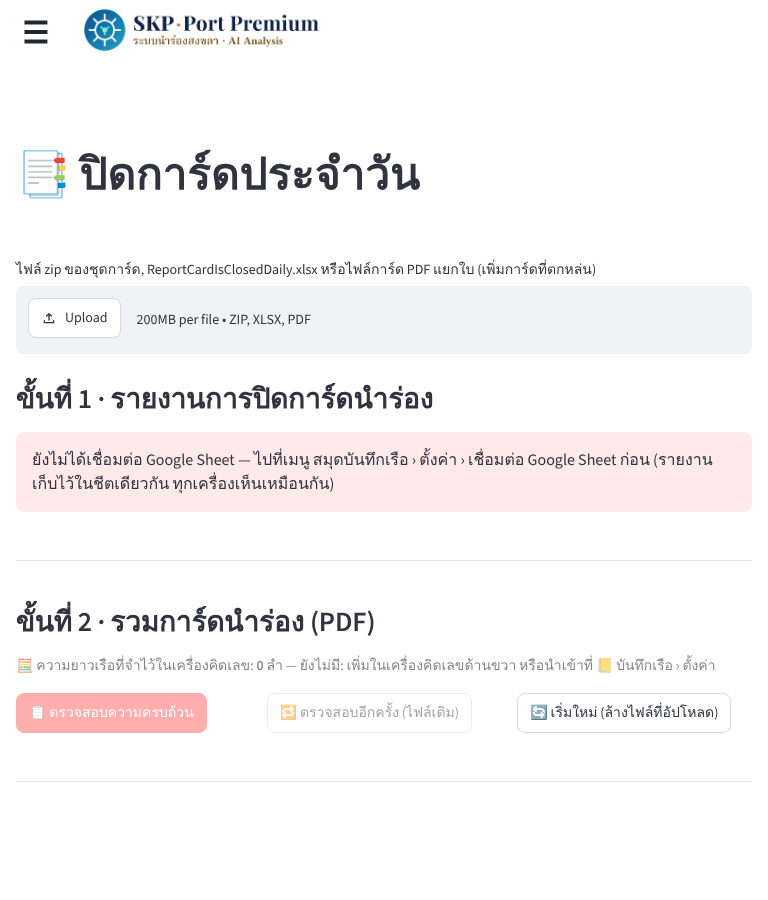 SKP·Port Premium
ระบบนำร่องสงขลา · AI Analysis
📑 ปิดการ์ดประจำวัน
ไฟล์ zip ของชุดการ์ด, ReportCardIsClosedDaily.xlsx หรือไฟล์การ์ด PDF แยกใบ (เพิ่มการ์ดที่ตกหล่น)
Upload
200MB per file • ZIP, XLSX, PDF
ขั้นที่ 1 · รายงานการปิดการ์ดนำร่อง
ยังไม่ได้เชื่อมต่อ Google Sheet — ไปที่เมนู สมุดบันทึกเรือ › ตั้งค่า › เชื่อมต่อ Google Sheet ก่อน (รายงาน
เก็บไว้ในชีตเดียวกัน ทุกเครื่องเห็นเหมือนกัน)
ขั้นที่ 2 · รวมการ์ดนำร่อง (PDF)
🧮 ความยาวเรือที่จำไว้ในเครื่องคิดเลข: 0 ลำ — ยังไม่มี: เพิ่มในเครื่องคิดเลขด้านขวา หรือนำเข้าที่ 📒 บันทึกเรือ › ตั้งค่า
📋 ตรวจสอบความครบถ้วน
🔁 ตรวจสอบอีกครั้ง (ไฟล์เดิม)
🔄 เริ่มใหม่ (ล้างไฟล์ที่อัปโหลด)